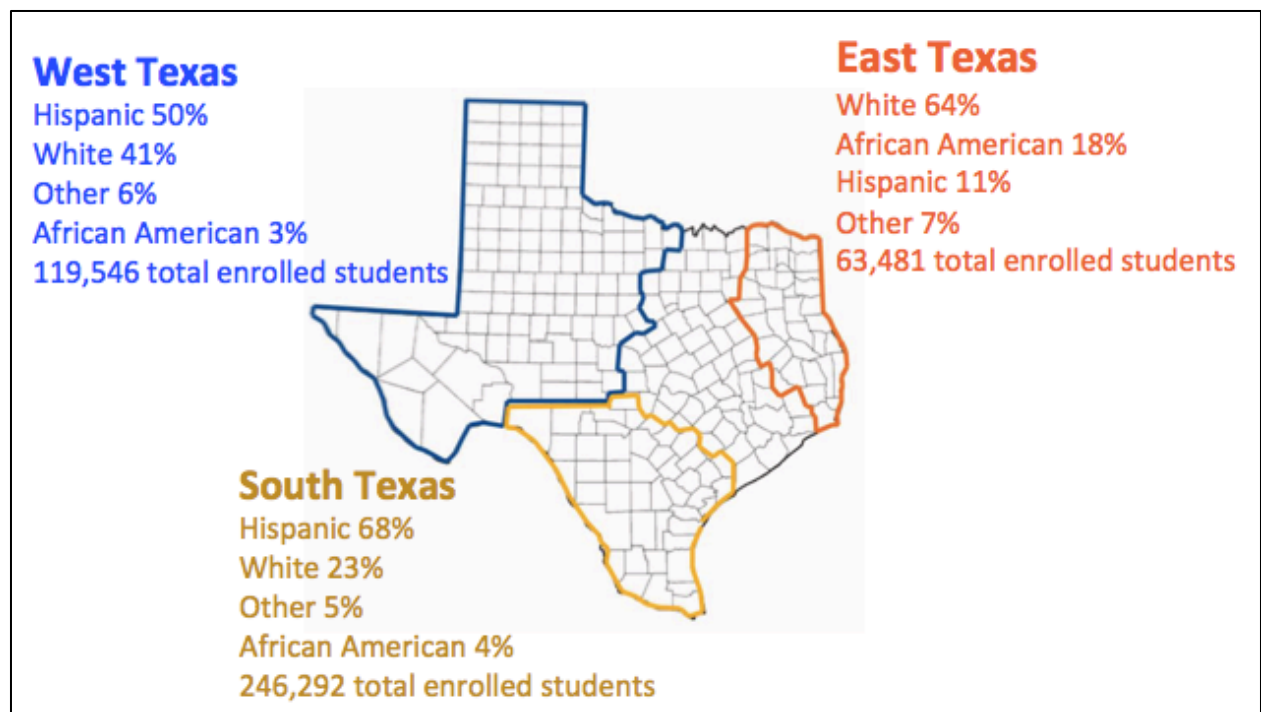 West Texas
Hispanic 50%
White 41%
Other 6%
African American 3%
119,546 total enrolled students
East Texas
White 64%
African American 18%
Hispanic 11%
Other 7%
63,481 total enrolled students
South Texas
Hispanic 68%
White 23%
Other 5%
African American 4%
246,292 total enrolled students